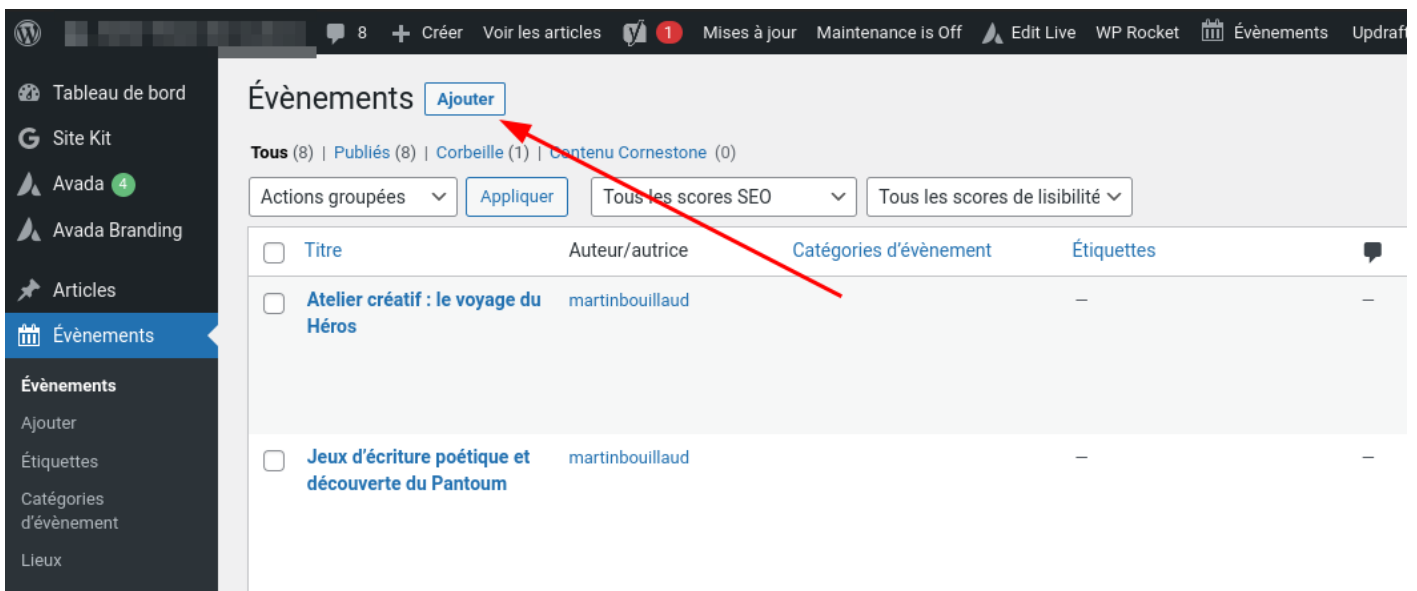 8 Créer Voir les articles 1 Mises à jour Maintenance is Off Edit Live WP Rocket Évènements Updraft
Tableau de bord
Site Kit
Avada 4
Avada Branding
Articles
Évènements
Évènements
Ajouter
Étiquettes
Catégories
d'évènement
Lieux
Évènements Ajouter
Tous (8) | Publiés (8) | Corbeille (1) | Contenu Cornestone (0)
Actions groupées Appliquer Tous les scores SEO Tous les scores de lisibilité
Titre Auteur/autrice Catégories d'évènement Étiquettes
Atelier créatif : le voyage du martinbouillaud — —
Héros
Jeux d'écriture poétique et martinbouillaud — —
découverte du Pantoum